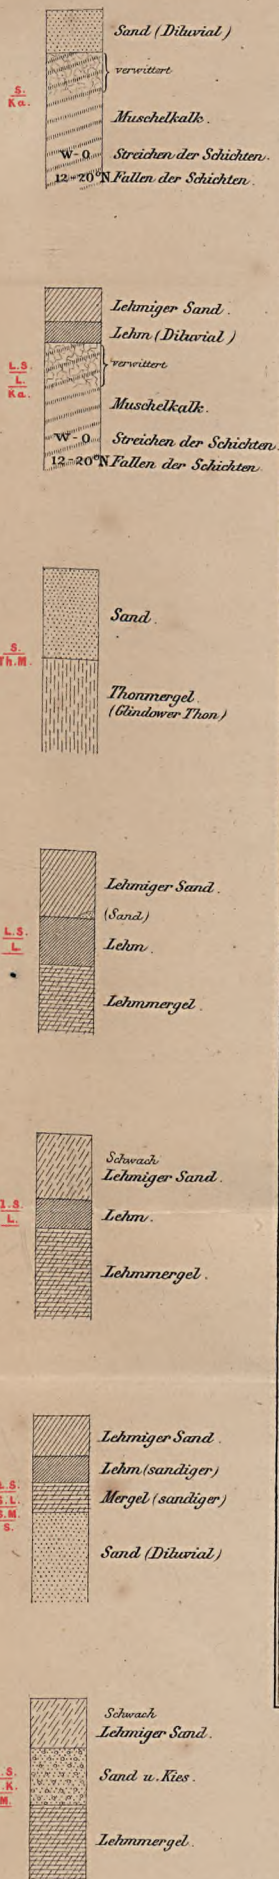 Sand (Diluvial)
verwittert
S.
Ka.
Muschelkalk.
W-O Streichen der Schichten.
12-20°N Fallen der Schichten.
Lehmiger Sand.
Lehm (Diluvial)
verwittert
L.S.
L.
Ka.
Muschelkalk.
W-O Streichen der Schichten.
12-20°N Fallen der Schichten.
Sand.
S.
Th.M.
Thonmergel.
(Glindower Thon)
Lehmiger Sand.
(Sand)
L.S.
L.
Lehm.
Lehmmergel.
Schwach
Lehmiger Sand.
l.S.
L.
Lehm.
Lehmmergel.
Lehmiger Sand.
Lehm (sandiger)
Mergel (sandiger)
L.S.
S.L.
S.M.
S.
Sand (Diluvial)
Schwach
Lehmiger Sand.
.S.
.K.
M.
Sand u. Kies.
Lehmmergel.